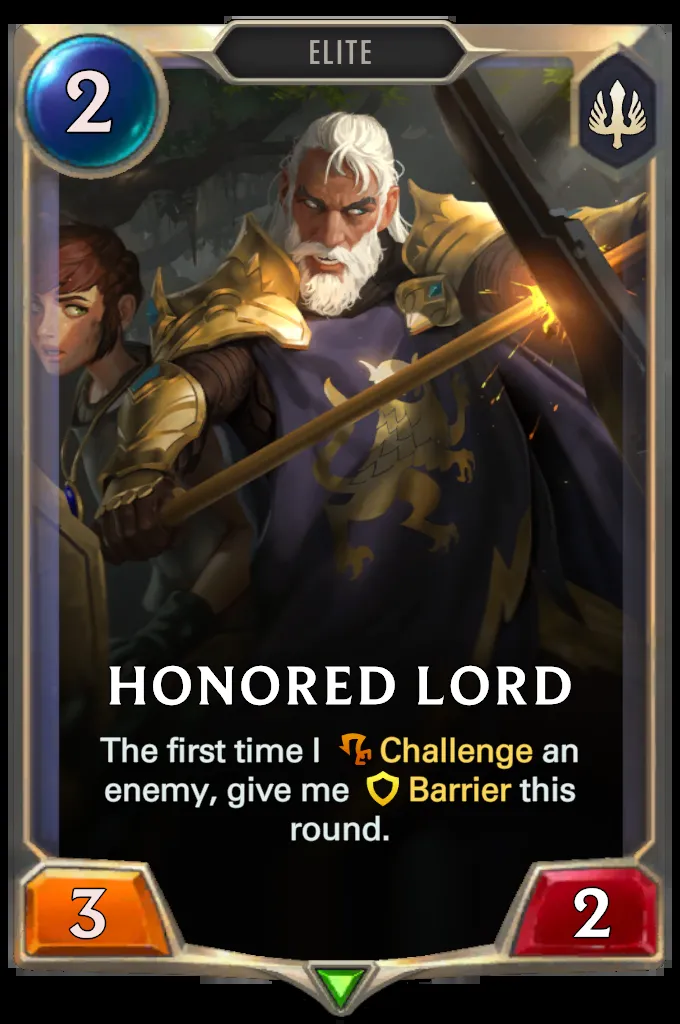 ELITE
2
HONORED LORD
The first time I Challenge an
enemy, give me Barrier this
round.
3 2